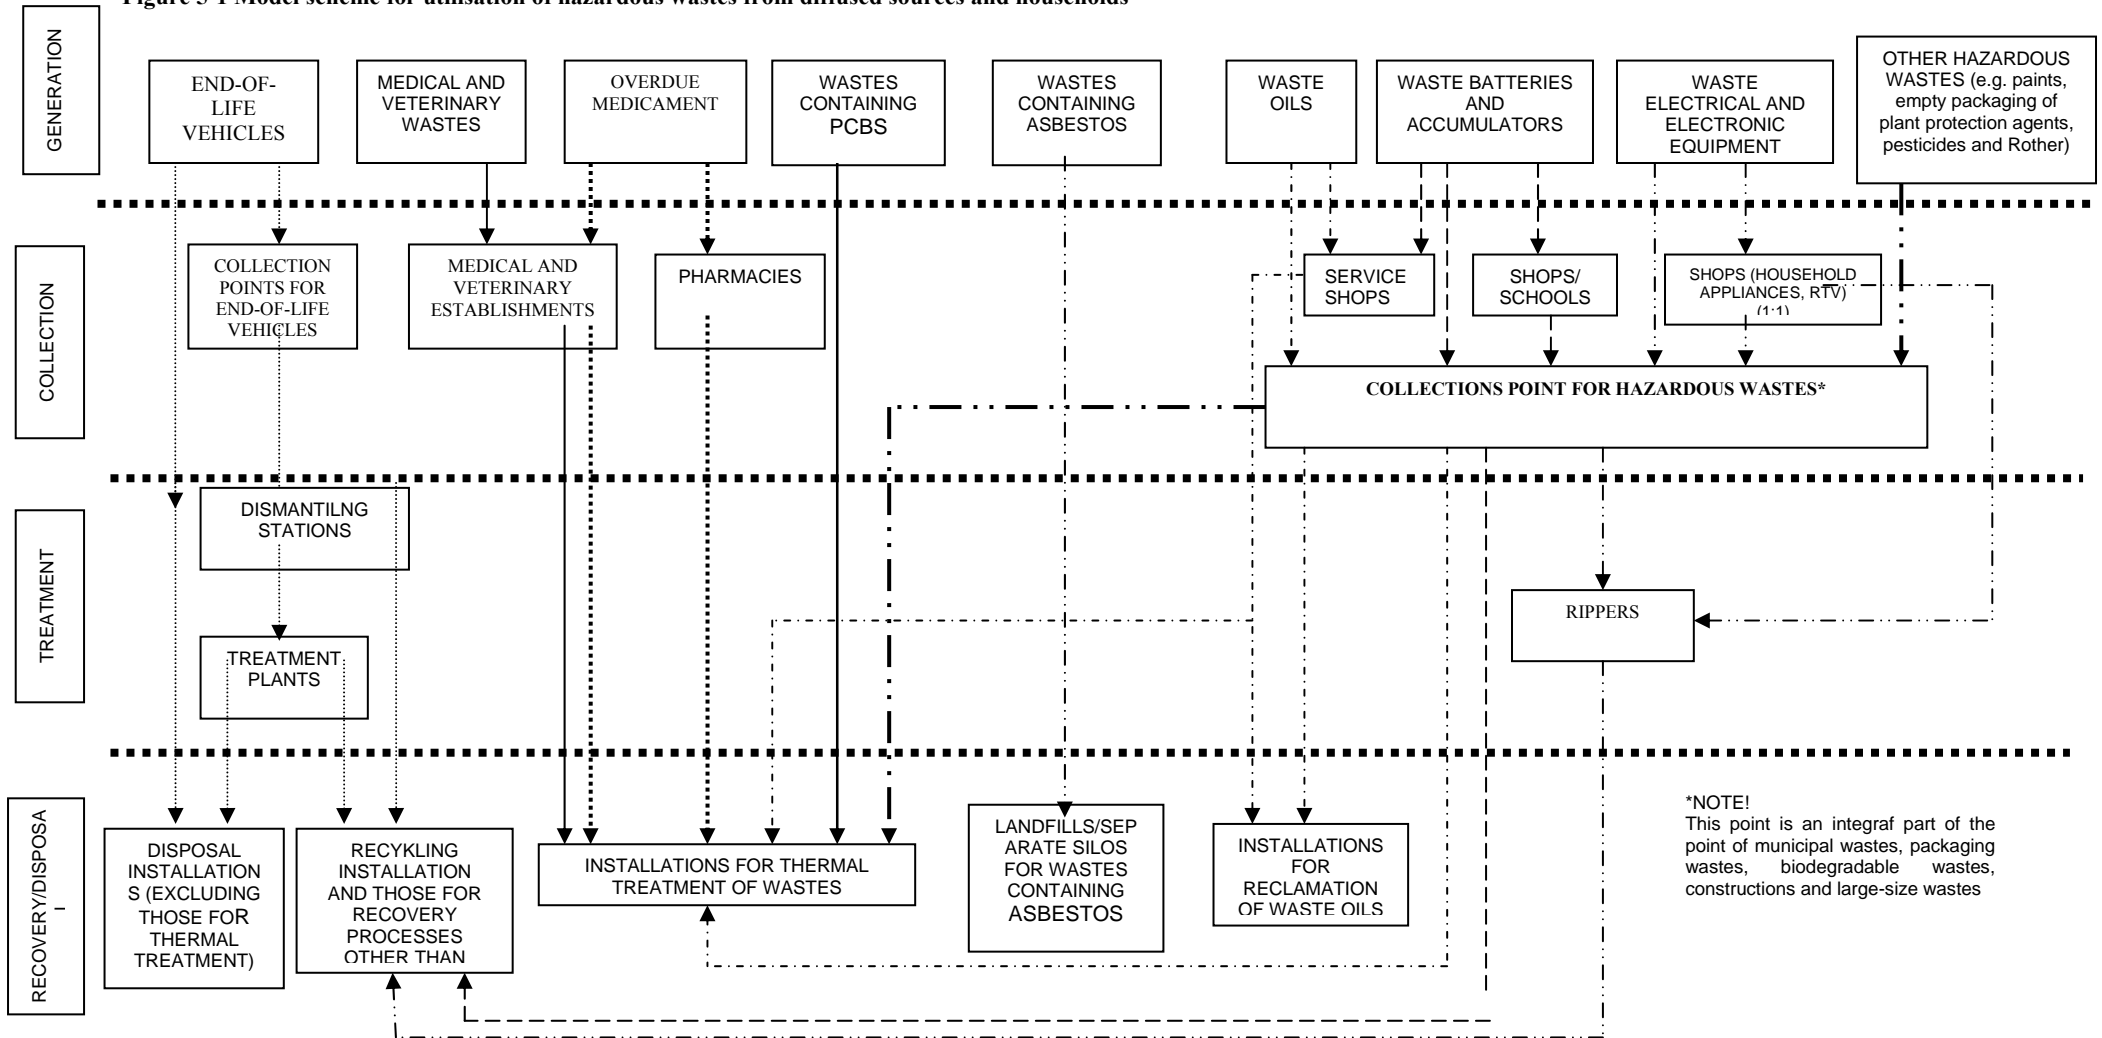 Figure 5-1 Model scheme for utilisation of hazardous wastes from diffused sources and households
GENERATION
END-OF-
LIFE
VEHICLES
MEDICAL AND
VETERINARY
WASTES
OVERDUE
MEDICAMENT
WASTES
CONTAINING
PCBS
WASTES
CONTAINING
ASBESTOS
WASTE
OILS
WASTE BATTERIES
AND
ACCUMULATORS
WASTE
ELECTRICAL AND
ELECTRONIC
EQUIPMENT
OTHER HAZARDOUS
WASTES (e.g. paints,
empty packaging of
plant protection agents,
pesticides and Rother)
COLLECTION
COLLECTION
POINTS FOR
END-OF-LIFE
VEHICLES
MEDICAL AND
VETERINARY
ESTABLISHMENTS
PHARMACIES
SERVICE
SHOPS
SHOPS/
SCHOOLS
SHOPS (HOUSEHOLD
APPLIANCES, RTV)
(1:1)
COLLECTIONS POINT FOR HAZARDOUS WASTES*
TREATMENT
DISMANTILNG
STATIONS
TREATMENT
PLANTS
RIPPERS
RECOVERY/DISPOSA
l
DISPOSAL
INSTALLATION
S (EXCLUDING
THOSE FOR
THERMAL
TREATMENT)
RECYKLING
INSTALLATION
AND THOSE FOR
RECOVERY
PROCESSES
OTHER THAN
INSTALLATIONS FOR THERMAL
TREATMENT OF WASTES
LANDFILLS/SEP
ARATE SILOS
FOR WASTES
CONTAINING
ASBESTOS
INSTALLATIONS
FOR
RECLAMATION
OF WASTE OILS
*NOTE!
This point is an integraf part of the
point of municipal wastes, packaging
wastes, biodegradable wastes,
constructions and large-size wastes